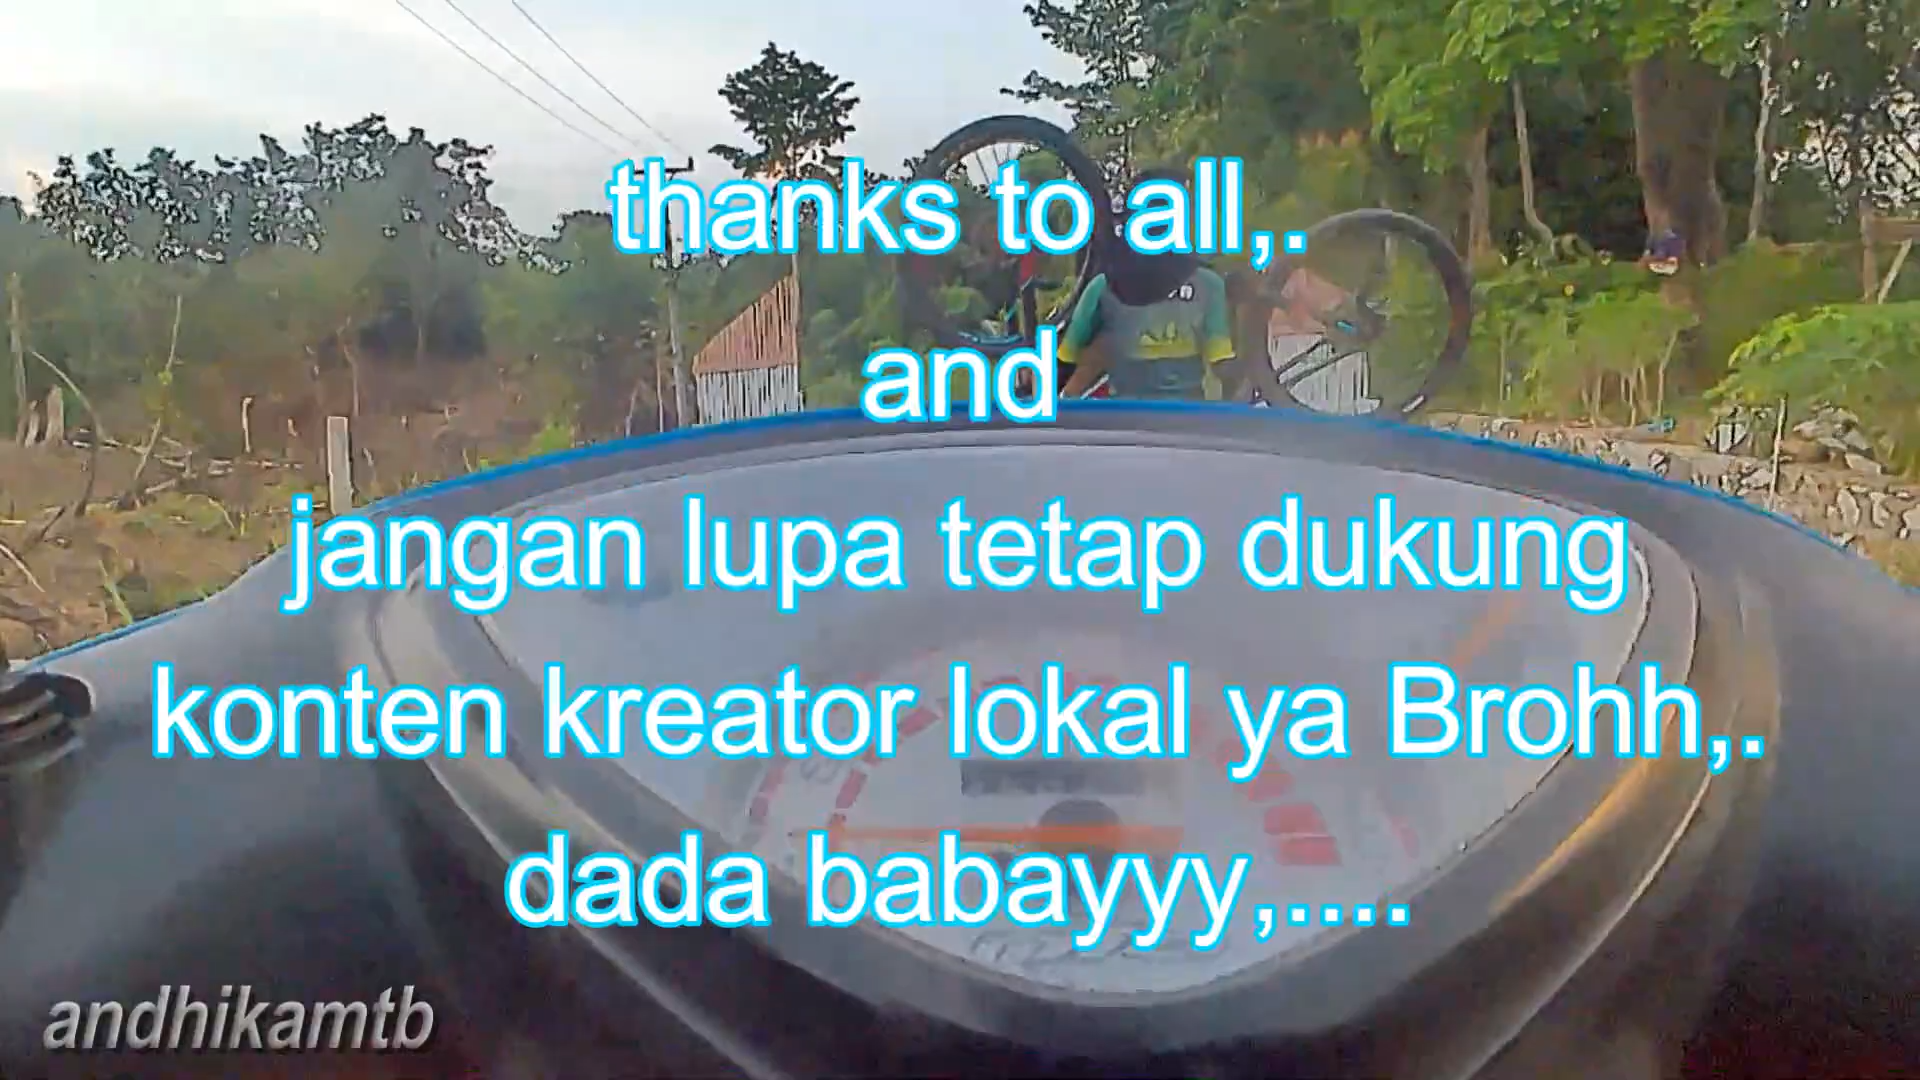 thanks to all,.
and
jangan lupa tetap dukung
konten kreator lokal ya Brohh,.
dada babayyy,....
andhikamtb